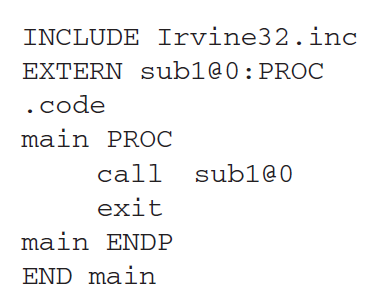 INCLUDE Irvine32.inc
EXTERN sub1@0:PROC
.code
main PROC
call sub1@0
exit
main ENDP
END main